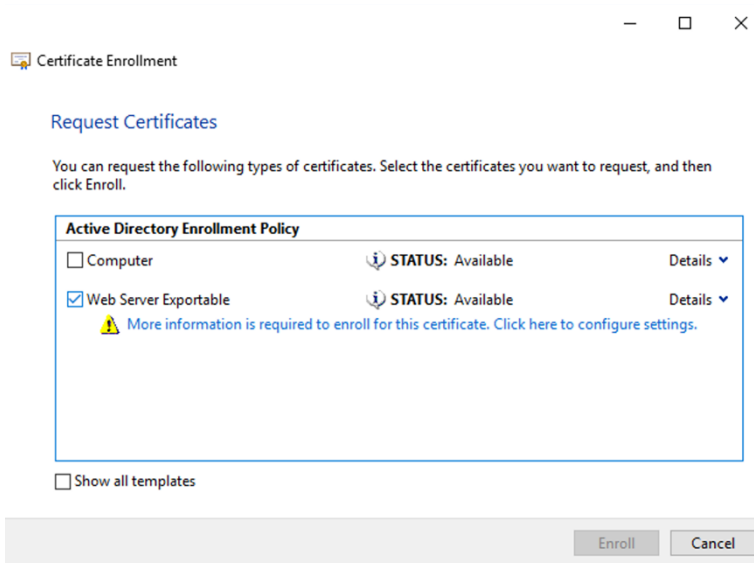 Certificate Enrollment
Request Certificates
You can request the following types of certificates. Select the certificates you want to request, and then
click Enroll.
Active Directory Enrollment Policy
Computer STATUS: Available Details
Web Server Exportable STATUS: Available Details
More information is required to enroll for this certificate. Click here to configure settings.
Show all templates
Enroll Cancel